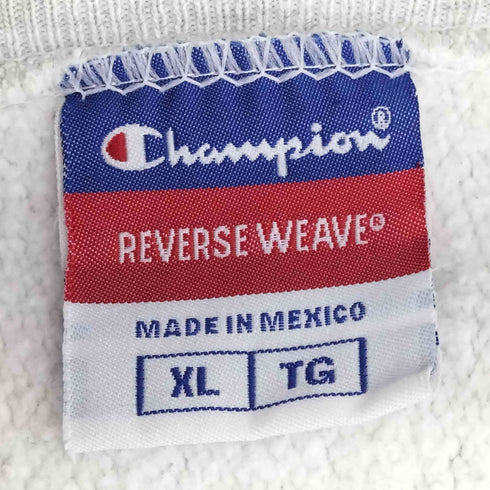 Champion®
REVERSE WEAVE®
MADE IN MEXICO
XL TG